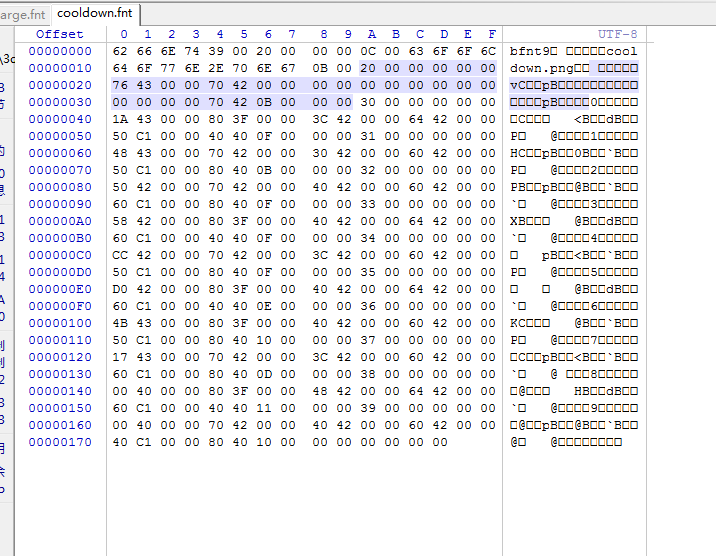 arge.fnt cooldown.fnt
Offset 0 1 2 3 4 5 6 7 8 9 A B C D E F UTF-8
00000000 62 66 6E 74 39 00 20 00 00 00 0C 00 63 6F 6F 6C bfnt9□ □□□□□cool
00000010 64 6F 77 6E 2E 70 6E 67 0B 00 20 00 00 00 00 00 down.png□□ □□□□□
00000020 76 43 00 00 70 42 00 00 00 00 00 00 00 00 00 00 vC□□pB□□□□□□□□□□
00000030 00 00 00 00 70 42 0B 00 00 00 30 00 00 00 00 00 □□□□pB□□□□0□□□□□
00000040 1A 43 00 00 80 3F 00 00 3C 42 00 00 64 42 00 00 □C□□ □□<B□□dB□□
00000050 50 C1 00 00 40 40 0F 00 00 00 31 00 00 00 00 00 P□ @□□□□1□□□□□
00000060 48 43 00 00 70 42 00 00 30 42 00 00 60 42 00 00 HC□□pB□□0B□□`B□□
00000070 50 C1 00 00 80 40 0B 00 00 00 32 00 00 00 00 00 P□ @□□□□2□□□□□
00000080 50 42 00 00 70 42 00 00 40 42 00 00 60 42 00 00 PB□□pB□□@B□□`B□□
00000090 60 C1 00 00 80 40 0F 00 00 00 33 00 00 00 00 00 `□ @□□□□3□□□□□
000000A0 58 42 00 00 80 3F 00 00 40 42 00 00 64 42 00 00 XB□□□ @B□□dB□□
000000B0 60 C1 00 00 40 40 0F 00 00 00 34 00 00 00 00 00 `□ @□□□□4□□□□□
000000C0 CC 42 00 00 70 42 00 00 3C 42 00 00 60 42 00 00 □ pB□□<B□□`B□□
000000D0 50 C1 00 00 80 40 0F 00 00 00 35 00 00 00 00 00 P□ @□□□□5□□□□□
000000E0 D0 42 00 00 80 3F 00 00 40 42 00 00 64 42 00 00 □ □ @B□□dB□□
000000F0 60 C1 00 00 40 40 0E 00 00 00 36 00 00 00 00 00 `□ @□□□□6□□□□□
00000100 4B 43 00 00 80 3F 00 00 40 42 00 00 60 42 00 00 KC□□□ @B□□`B□□
00000110 50 C1 00 00 80 40 10 00 00 00 37 00 00 00 00 00 P□ @□□□□7□□□□□
00000120 17 43 00 00 70 42 00 00 3C 42 00 00 60 42 00 00 □C□□pB□□<B□□`B□□
00000130 60 C1 00 00 80 40 0D 00 00 00 38 00 00 00 00 00 `□ @ □□□8□□□□□
00000140 00 40 00 00 80 3F 00 00 48 42 00 00 64 42 00 00 □@□□□ HB□□dB□□
00000150 60 C1 00 00 40 40 11 00 00 00 39 00 00 00 00 00 `□ @□□□□9□□□□□
00000160 00 40 00 00 70 42 00 00 40 42 00 00 60 42 00 00 □@□□pB□□@B□□`B□□
00000170 40 C1 00 00 80 40 10 00 00 00 00 00 00 00 @□ @□□□□□□□□